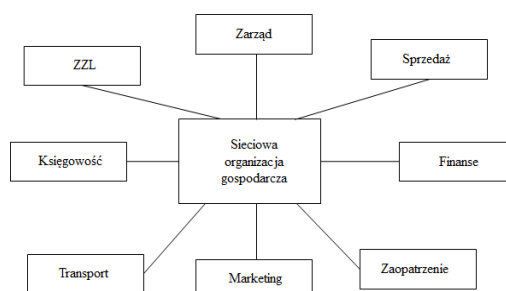 Zarząd
ZZL
Sprzedaż
Księgowość
Sieciowa
organizacja
gospodarcza
Finanse
Transport
Marketing
Zaopatrzenie